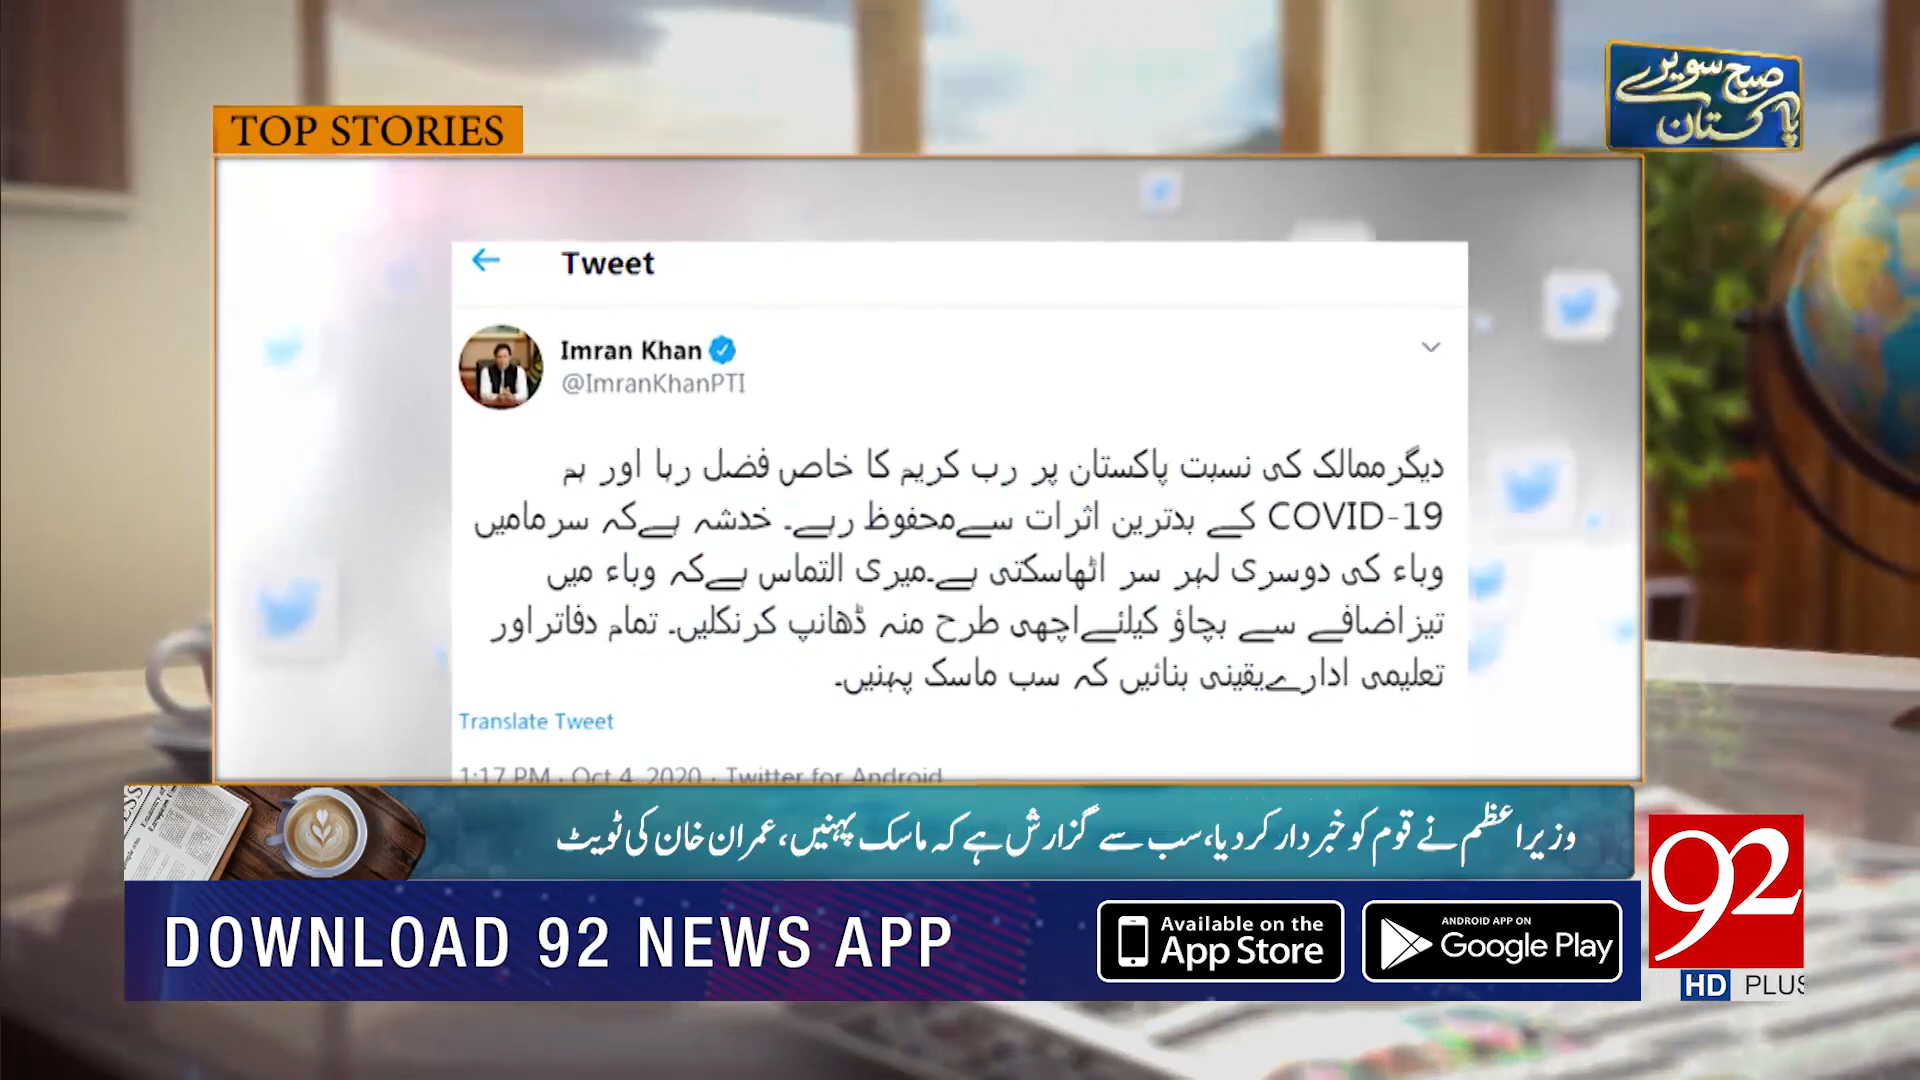 صبح سویرے
پاکستان
TOP STORIES
Tweet
Imran Khan
@ImranKhanPTI
دیگرممالک کی نسبت پاکستان پر رب کریم کا خاص فضل رہا اور ہم
COVID-19 کے بدترین اثرات سےمحفوظ رہے۔ خدشہ ہےکہ سرمامیں
وباء کی دوسری لہر سر اٹھاسکتی ہے۔میری التماس ہےکہ وباء میں
تیزاضافے سے بچاؤ کیلئےاچھی طرح منہ ڈھانپ کرنکلیں۔ تمام دفاتراور
تعلیمی ادارےیقینی بنائیں کہ سب ماسک پہنیں۔
Translate Tweet
1:17 PM · Oct 4, 2020 · Twitter for Android
وزیراعظم نے قوم کو خبردار کردیا، سب سے گزارش ہے کہ ماسک پہنیں، عمران خان کی ٹویٹ
DOWNLOAD 92 NEWS APP
Available on the
App Store
ANDROID APP ON
Google Play
92
HD PLUS